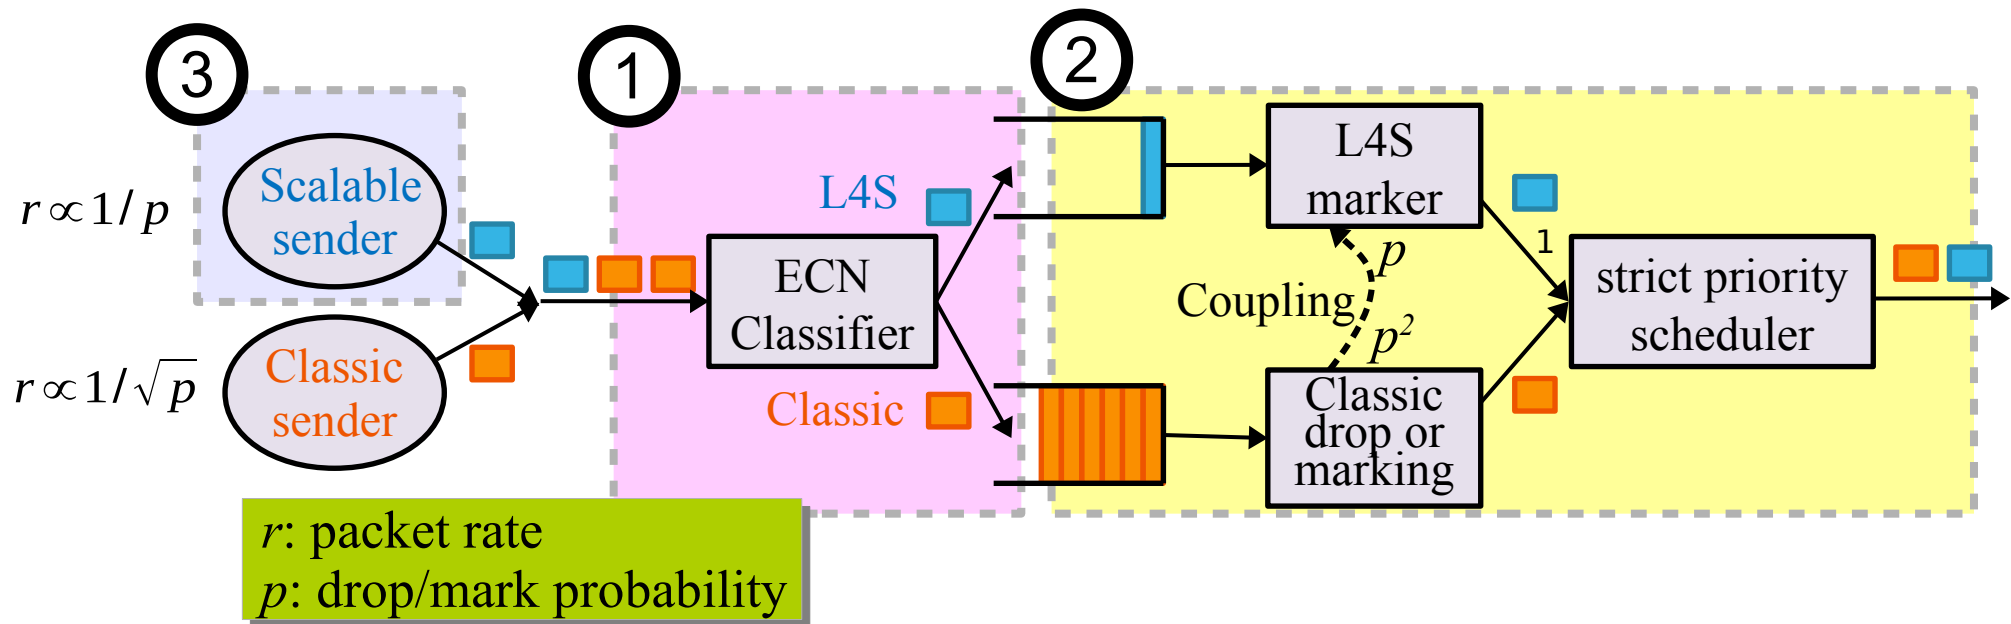 3
1
2
r ∝ 1 / p
Scalable
sender
r ∝ 1 / √p
Classic
sender
L4S
ECN
Classifier
Classic
L4S
marker
p
Coupling
p²
Classic
drop or
marking
1
strict priority
scheduler
r: packet rate
p: drop/mark probability